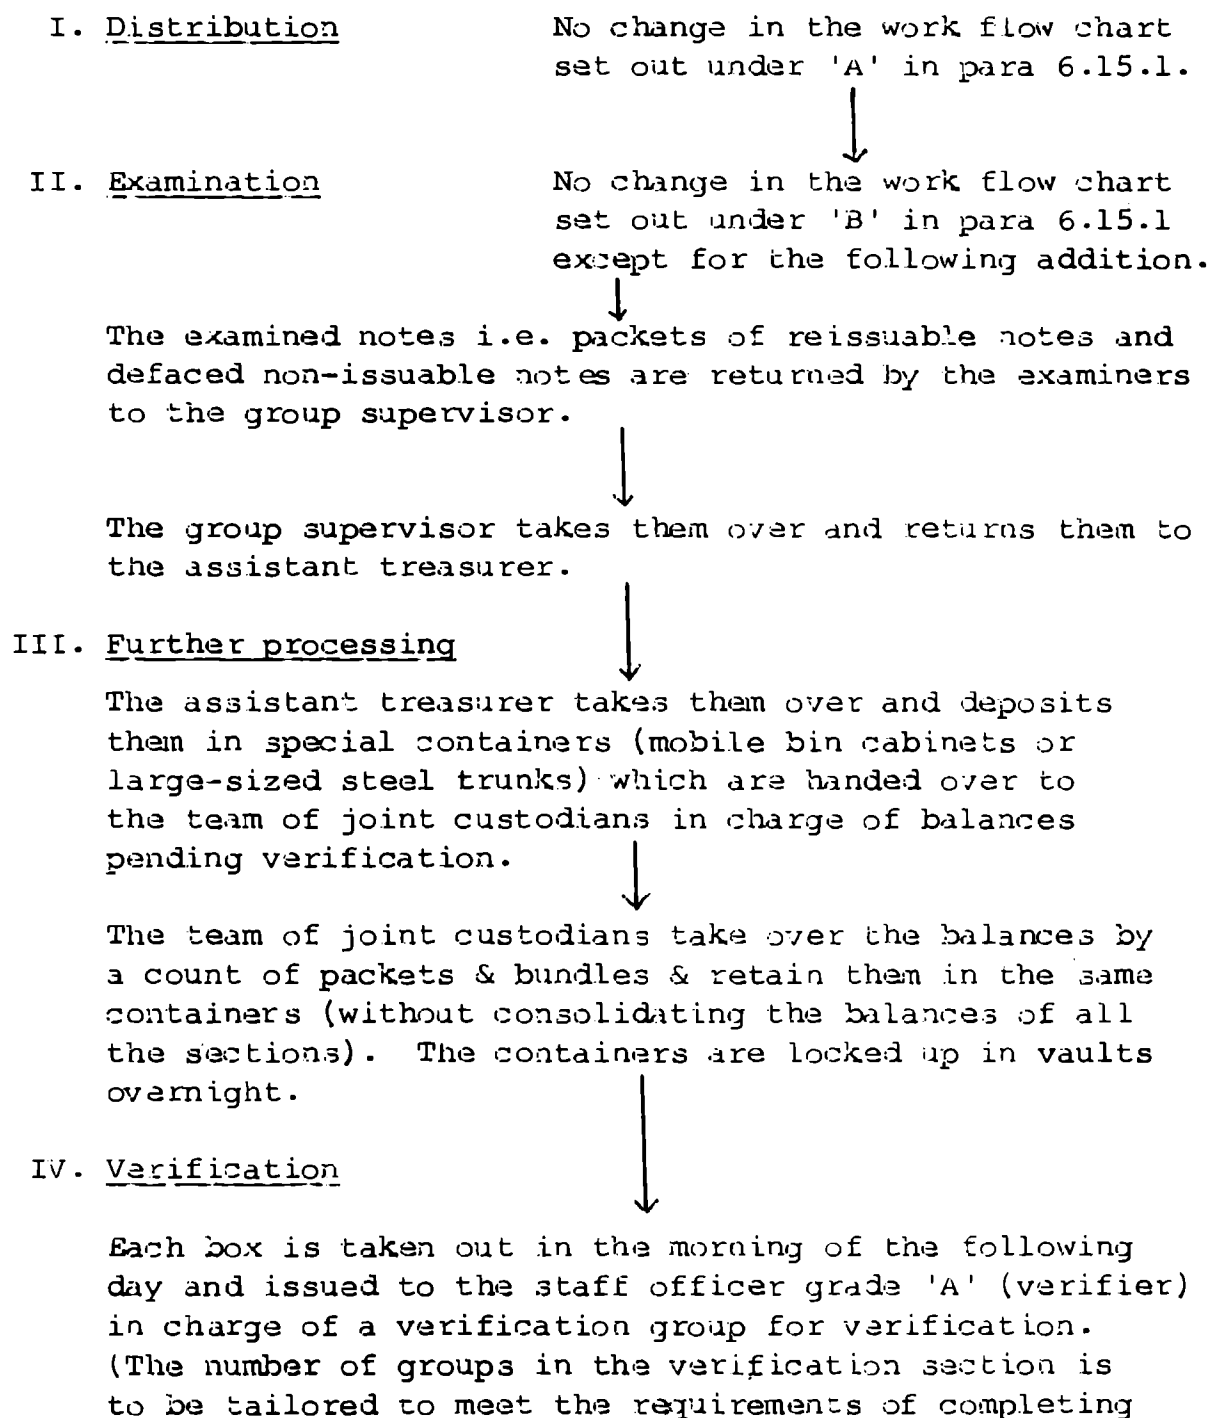 I. Distribution No change in the work flow chart
set out under 'A' in para 6.15.1.
II. Examination No change in the work flow chart
set out under 'B' in para 6.15.1
except for the following addition.
The examined notes i.e. packets of reissuable notes and
defaced non-issuable notes are returned by the examiners
to the group supervisor.
The group supervisor takes them over and returns them to
the assistant treasurer.
III. Further processing
The assistant treasurer takes them over and deposits
them in special containers (mobile bin cabinets or
large-sized steel trunks) which are handed over to
the team of joint custodians in charge of balances
pending verification.
The team of joint custodians take over the balances by
a count of packets & bundles & retain them in the same
containers (without consolidating the balances of all
the sections). The containers are locked up in vaults
overnight.
IV. Verification
Each box is taken out in the morning of the following
day and issued to the staff officer grade 'A' (verifier)
in charge of a verification group for verification.
(The number of groups in the verification section is
to be tailored to meet the requirements of completing